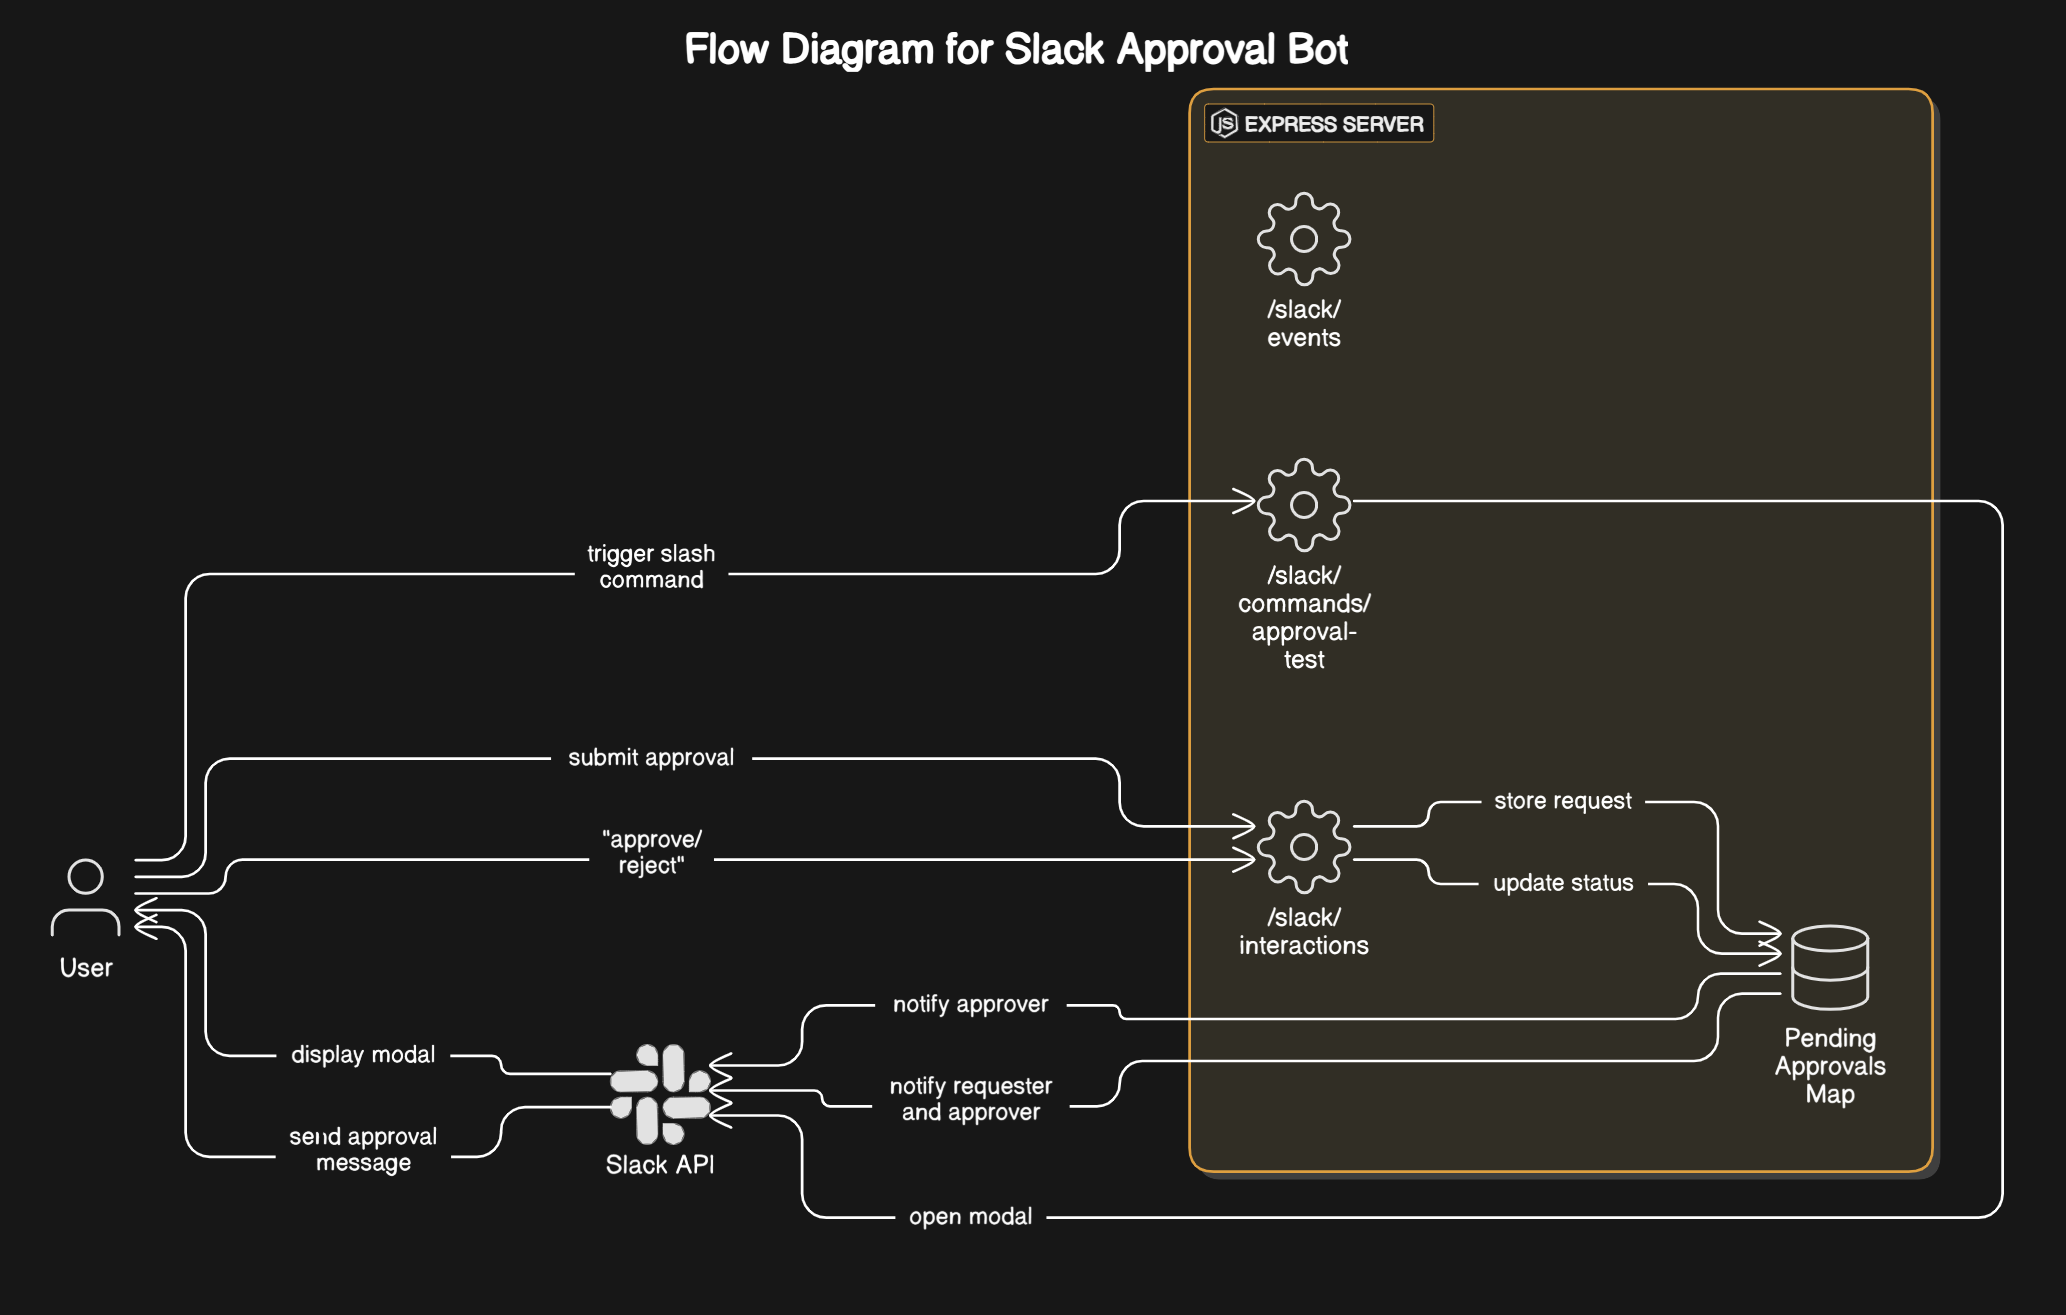 Flow Diagram for Slack Approval Bot
JS EXPRESS SERVER
/slack/
events
trigger slash
command
/slack/
commands/
approval-
test
submit approval
"approve/
reject"
store request
update status
/slack/
interactions
User
notify approver
display modal
notify requester
and approver
Pending
Approvals
Map
send approval
message
Slack API
open modal